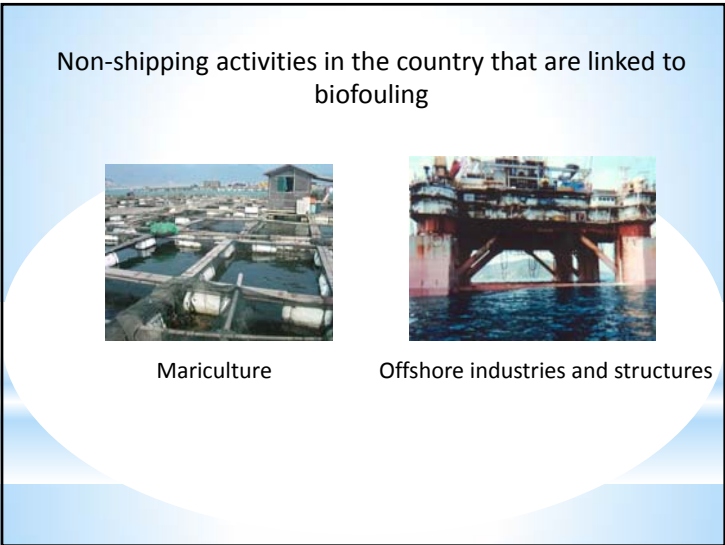 Non-shipping activities in the country that are linked to
biofouling
Mariculture
Offshore industries and structures